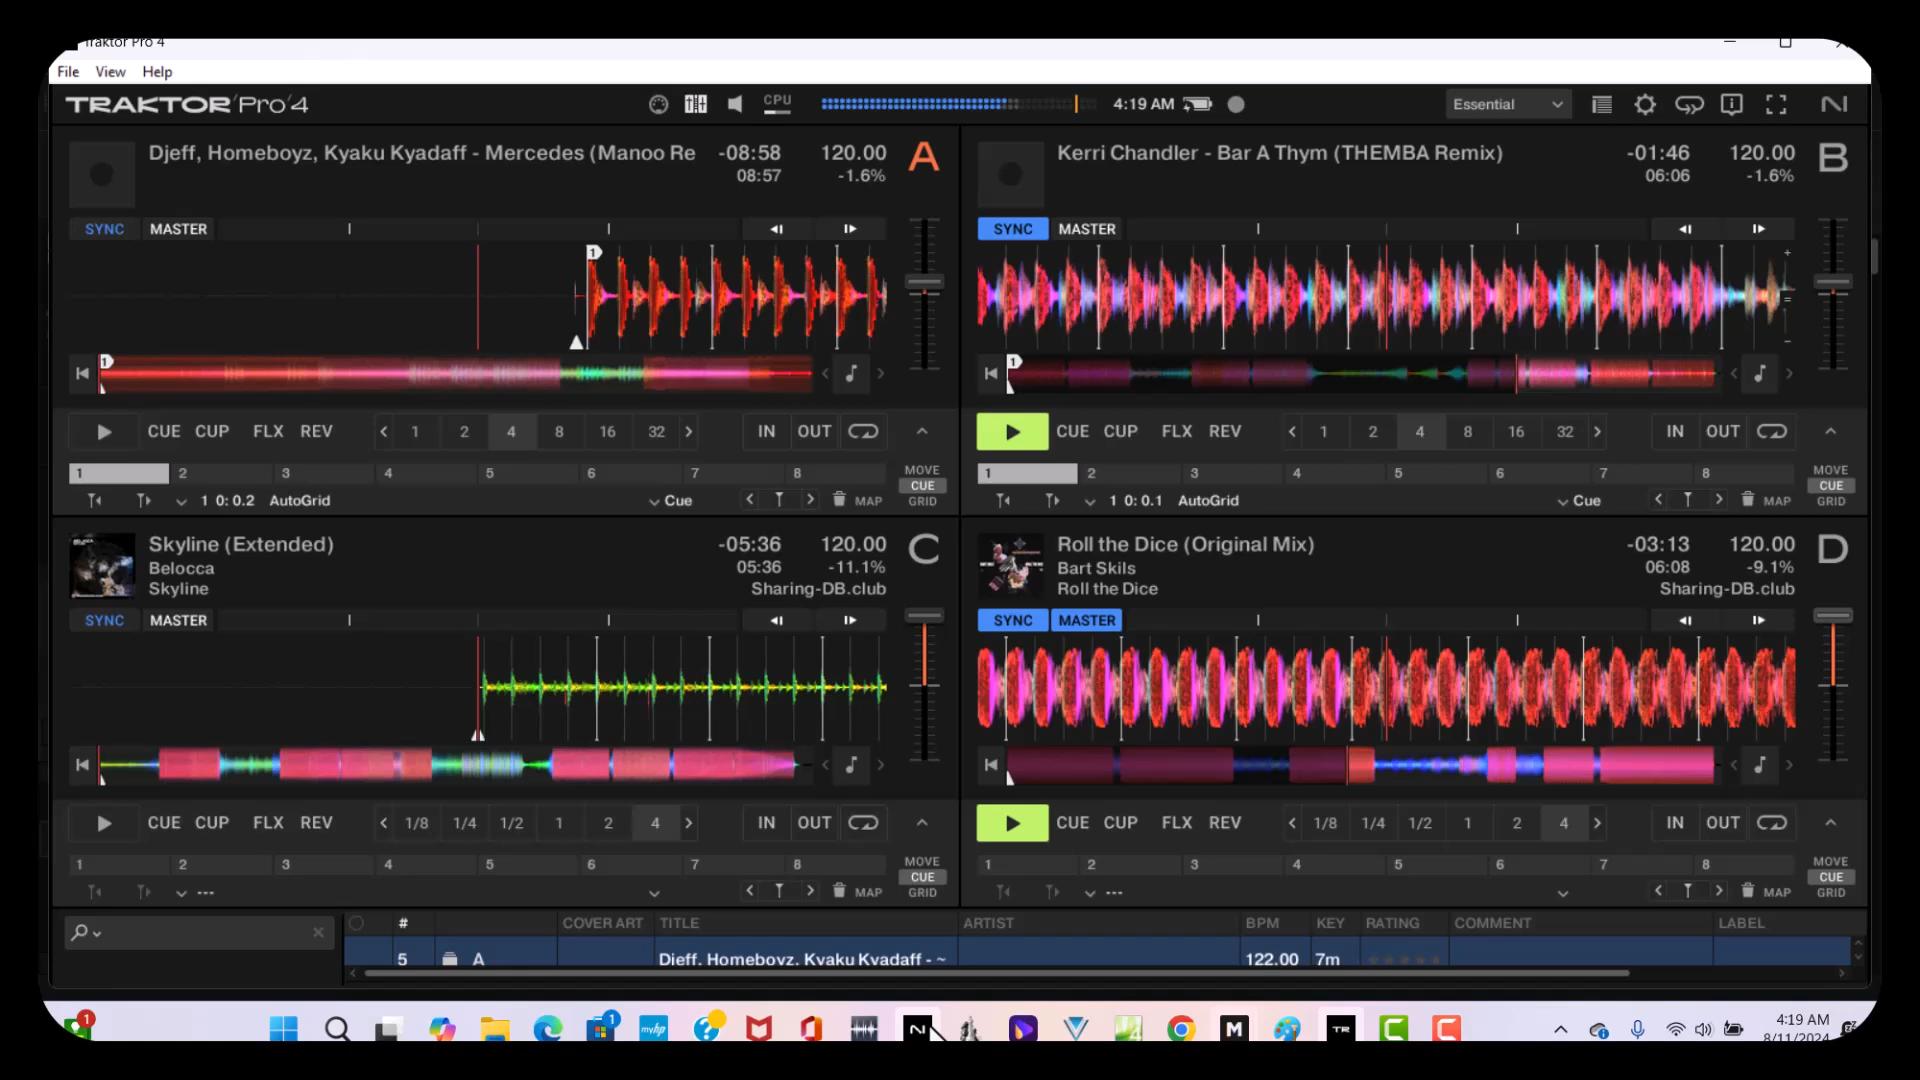 Traktor Pro 4
File View Help
TRAKTOR Pro 4
CPU
4:19 AM
Essential
Djeff, Homeboyz, Kyaku Kyadaff - Mercedes (Manoo Re
-08:58 120.00 A
08:57 -1.6%
SYNC MASTER
1
1
CUE CUP FLX REV 1 2 4 8 16 32 IN OUT
1 2 3 4 5 6 7 8
MOVE
CUE
GRID
1 0: 0.2 AutoGrid Cue MAP
Kerri Chandler - Bar A Thym (THEMBA Remix)
-01:46 120.00 B
06:06 -1.6%
SYNC MASTER
1
CUE CUP FLX REV 1 2 4 8 16 32 IN OUT
1 2 3 4 5 6 7 8
MOVE
CUE
GRID
1 0: 0.1 AutoGrid Cue MAP
Skyline (Extended) -05:36 120.00 C
Belocca 05:36 -11.1%
Skyline Sharing-DB.club
SYNC MASTER
CUE CUP FLX REV 1/8 1/4 1/2 1 2 4 IN OUT
1 2 3 4 5 6 7 8
MOVE
CUE
GRID
--- MAP
Roll the Dice (Original Mix) -03:13 120.00 D
Bart Skils 06:08 -9.1%
Roll the Dice Sharing-DB.club
SYNC MASTER
CUE CUP FLX REV 1/8 1/4 1/2 1 2 4 IN OUT
1 2 3 4 5 6 7 8
MOVE
CUE
GRID
--- MAP
# COVER ART TITLE ARTIST BPM KEY RATING COMMENT LABEL
5 A Djeff, Homeboyz, Kyaku Kyadaff - ~ 122.00 7m
1
1
myhp
N
M
TR
4:19 AM
8/11/2024